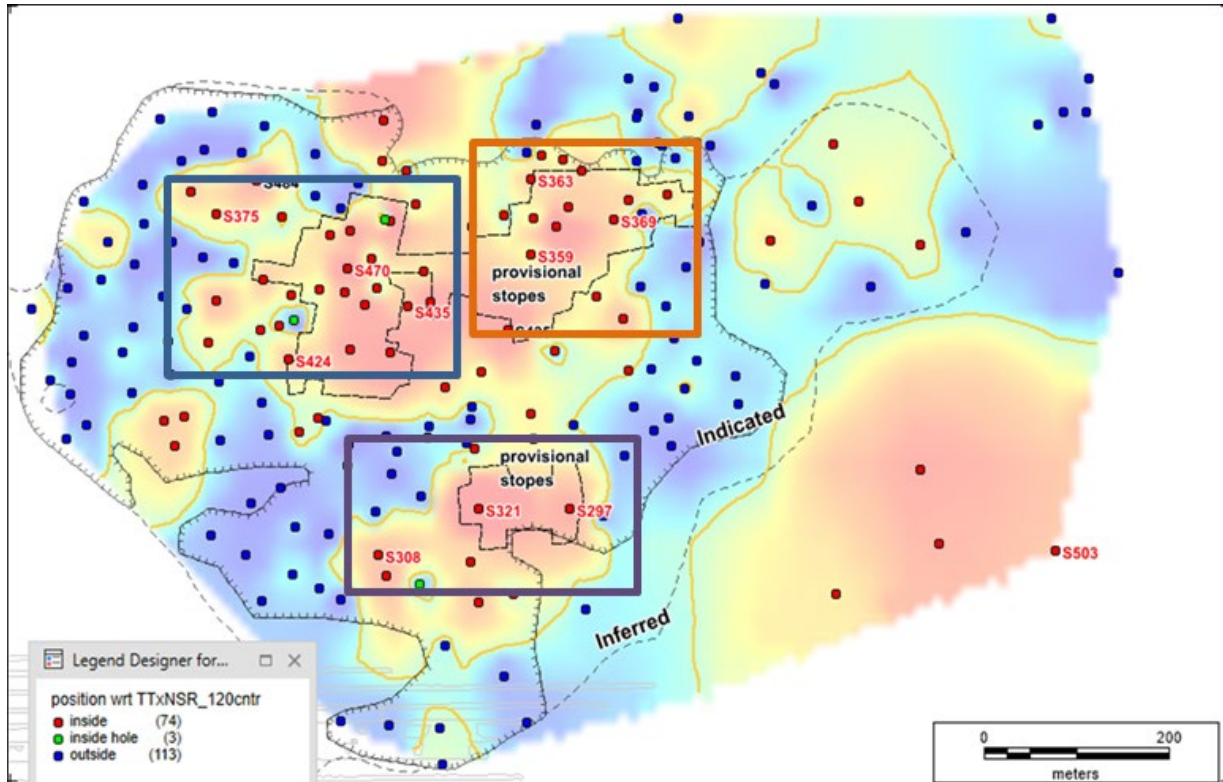 S484
S363
S375
S369
S359
provisional
stopes
S470
S435
S424
Indicated
provisional
stopes
S321
S297
S308
S503
Inferred
Legend Designer for...
position wrt TTxNSR_120cntr
inside (74)
inside hole (3)
outside (113)
0 200
meters